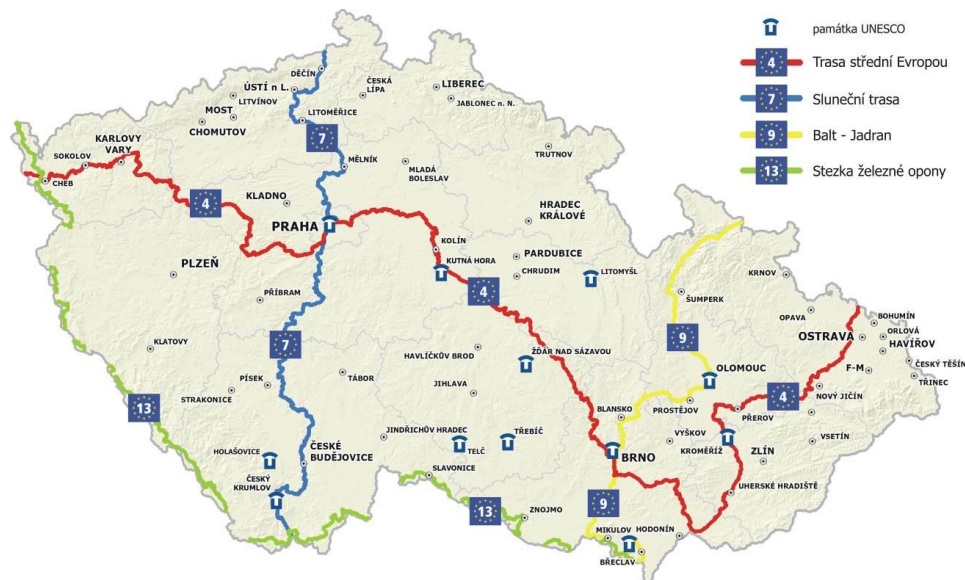 památka UNESCO
4 Trasa střední Evropou
7 Sluneční trasa
9 Balt - Jadran
13 Stezka železné opony
DĚČÍN
ÚSTÍ n L.
LITVÍNOV
ČESKÁ
LÍPA
LIBEREC
JABLONEC n. N.
MOST
CHOMUTOV
LITOMĚŘICE
7
KARLOVY
VARY
SOKOLOV
CHEB
MĚLNÍK
MLADÁ
BOLESLAV
TRUTNOV
4
KLADNO
PRAHA
HRADEC
KRÁLOVÉ
KOLÍN
KUTNÁ HORA
PARDUBICE
CHRUDIM
LITOMYŠL
PLZEŇ
PŘÍBRAM
4
ŠUMPERK
KRNOV
OPAVA
BOHUMÍN
ORLOVÁ
OSTRAVA
HAVÍŘOV
ČESKÝ TĚŠÍN
F-M
TŘINEC
7
9
KLATOVY
HAVLÍČKŮV BROD
ŽĎÁR NAD SÁZAVOU
OLOMOUC
PÍSEK
TÁBOR
JIHLAVA
STRAKONICE
13
BLANSKO
PROSTĚJOV
PŘEROV
4
NOVÝ JIČÍN
JINDŘICHŮV HRADEC
TELČ
TŘEBÍČ
VYŠKOV
KROMĚŘÍŽ
VSETÍN
HOLAŠOVICE
ČESKÉ
BUDĚJOVICE
BRNO
ZLÍN
ČESKÝ
KRUMLOV
SLAVONICE
UHERSKÉ HRADIŠTĚ
13
ZNOJMO
9
MIKULOV
HODONÍN
BŘECLAV